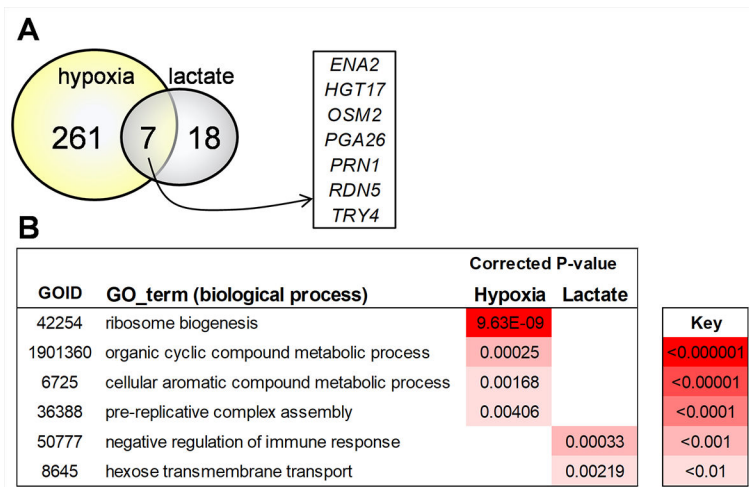 A
hypoxia lactate
261 7 18
ENA2
HGT17
OSM2
PGA26
PRN1
RDN5
TRY4
B
Corrected P-value
GOID GO_term (biological process) Hypoxia Lactate
42254 ribosome biogenesis 9.63E-09
1901360 organic cyclic compound metabolic process 0.00025
6725 cellular aromatic compound metabolic process 0.00168
36388 pre-replicative complex assembly 0.00406
50777 negative regulation of immune response 0.00033
8645 hexose transmembrane transport 0.00219
Key
<0.000001
<0.00001
<0.0001
<0.001
<0.01